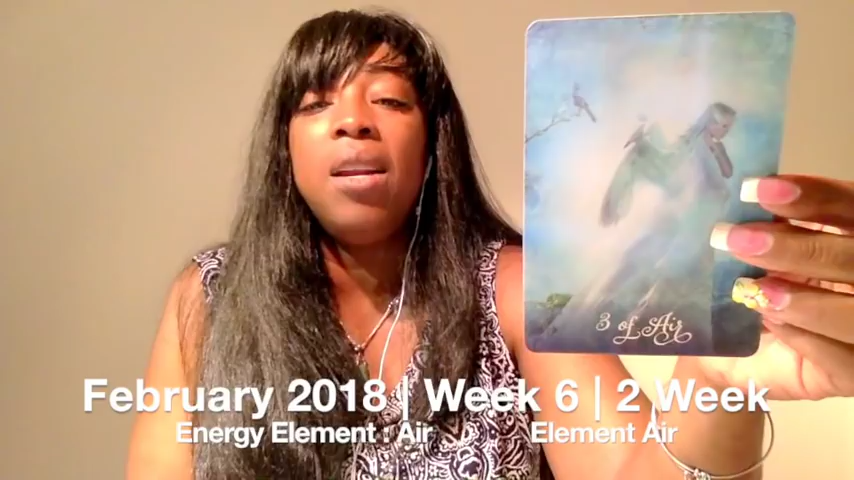 3 of Air
February 2018 | Week 6 | 2 Week
Energy Element : Air Element Air